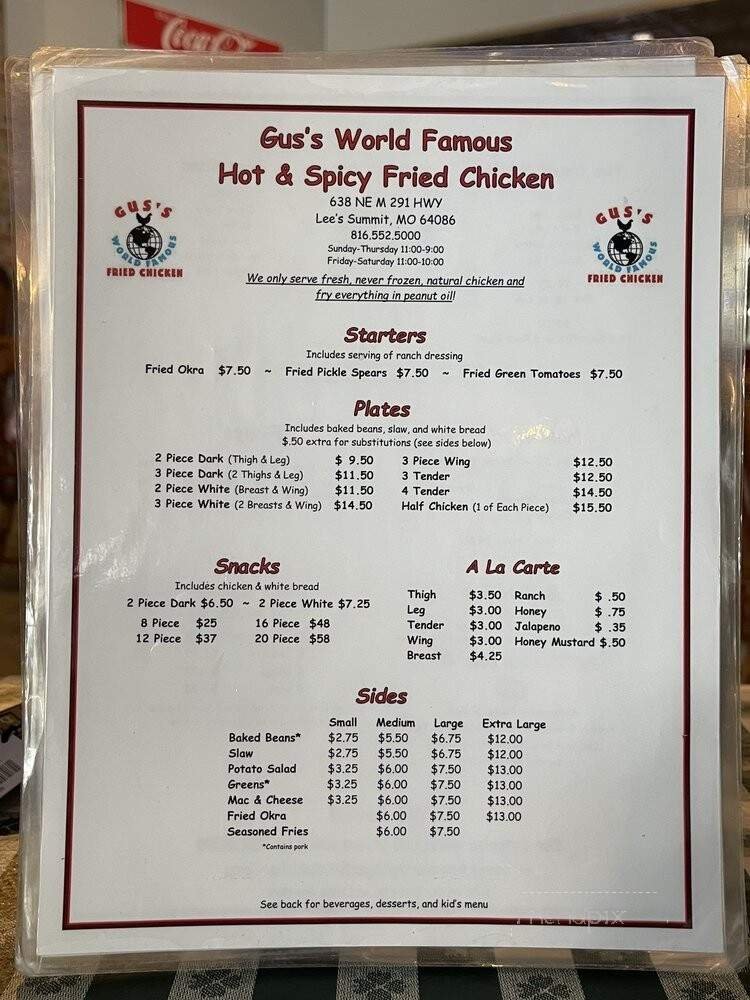 Coca-Cola
Gus's World Famous
Hot & Spicy Fried Chicken
638 NE M 291 HWY
Lee's Summit, MO 64086
816.552.5000
Sunday-Thursday 11:00-9:00
Friday-Saturday 11:00-10:00
GUS'S
WORLD FAMOUS
FRIED CHICKEN
GUS'S
WORLD FAMOUS
FRIED CHICKEN
We only serve fresh, never frozen, natural chicken and
fry everything in peanut oil!
Starters
Includes serving of ranch dressing
Fried Okra $7.50 ~ Fried Pickle Spears $7.50 ~ Fried Green Tomatoes $7.50
Plates
Includes baked beans, slaw, and white bread
$.50 extra for substitutions (see sides below)
2 Piece Dark (Thigh & Leg) $ 9.50 3 Piece Wing $12.50
3 Piece Dark (2 Thighs & Leg) $11.50 3 Tender $12.50
2 Piece White (Breast & Wing) $11.50 4 Tender $14.50
3 Piece White (2 Breasts & Wing) $14.50 Half Chicken (1 of Each Piece) $15.50
Snacks
Includes chicken & white bread
2 Piece Dark $6.50 ~ 2 Piece White $7.25
8 Piece $25 16 Piece $48
12 Piece $37 20 Piece $58
A La Carte
Thigh $3.50 Ranch $ .50
Leg $3.00 Honey $ .75
Tender $3.00 Jalapeno $ .35
Wing $3.00 Honey Mustard $.50
Breast $4.25
Sides
Small Medium Large Extra Large
Baked Beans* $2.75 $5.50 $6.75 $12.00
Slaw $2.75 $5.50 $6.75 $12.00
Potato Salad $3.25 $6.00 $7.50 $13.00
Greens* $3.25 $6.00 $7.50 $13.00
Mac & Cheese $3.25 $6.00 $7.50 $13.00
Fried Okra $6.00 $7.50 $13.00
Seasoned Fries $6.00 $7.50
*Contains pork
See back for beverages, desserts, and kid's menu
menupix